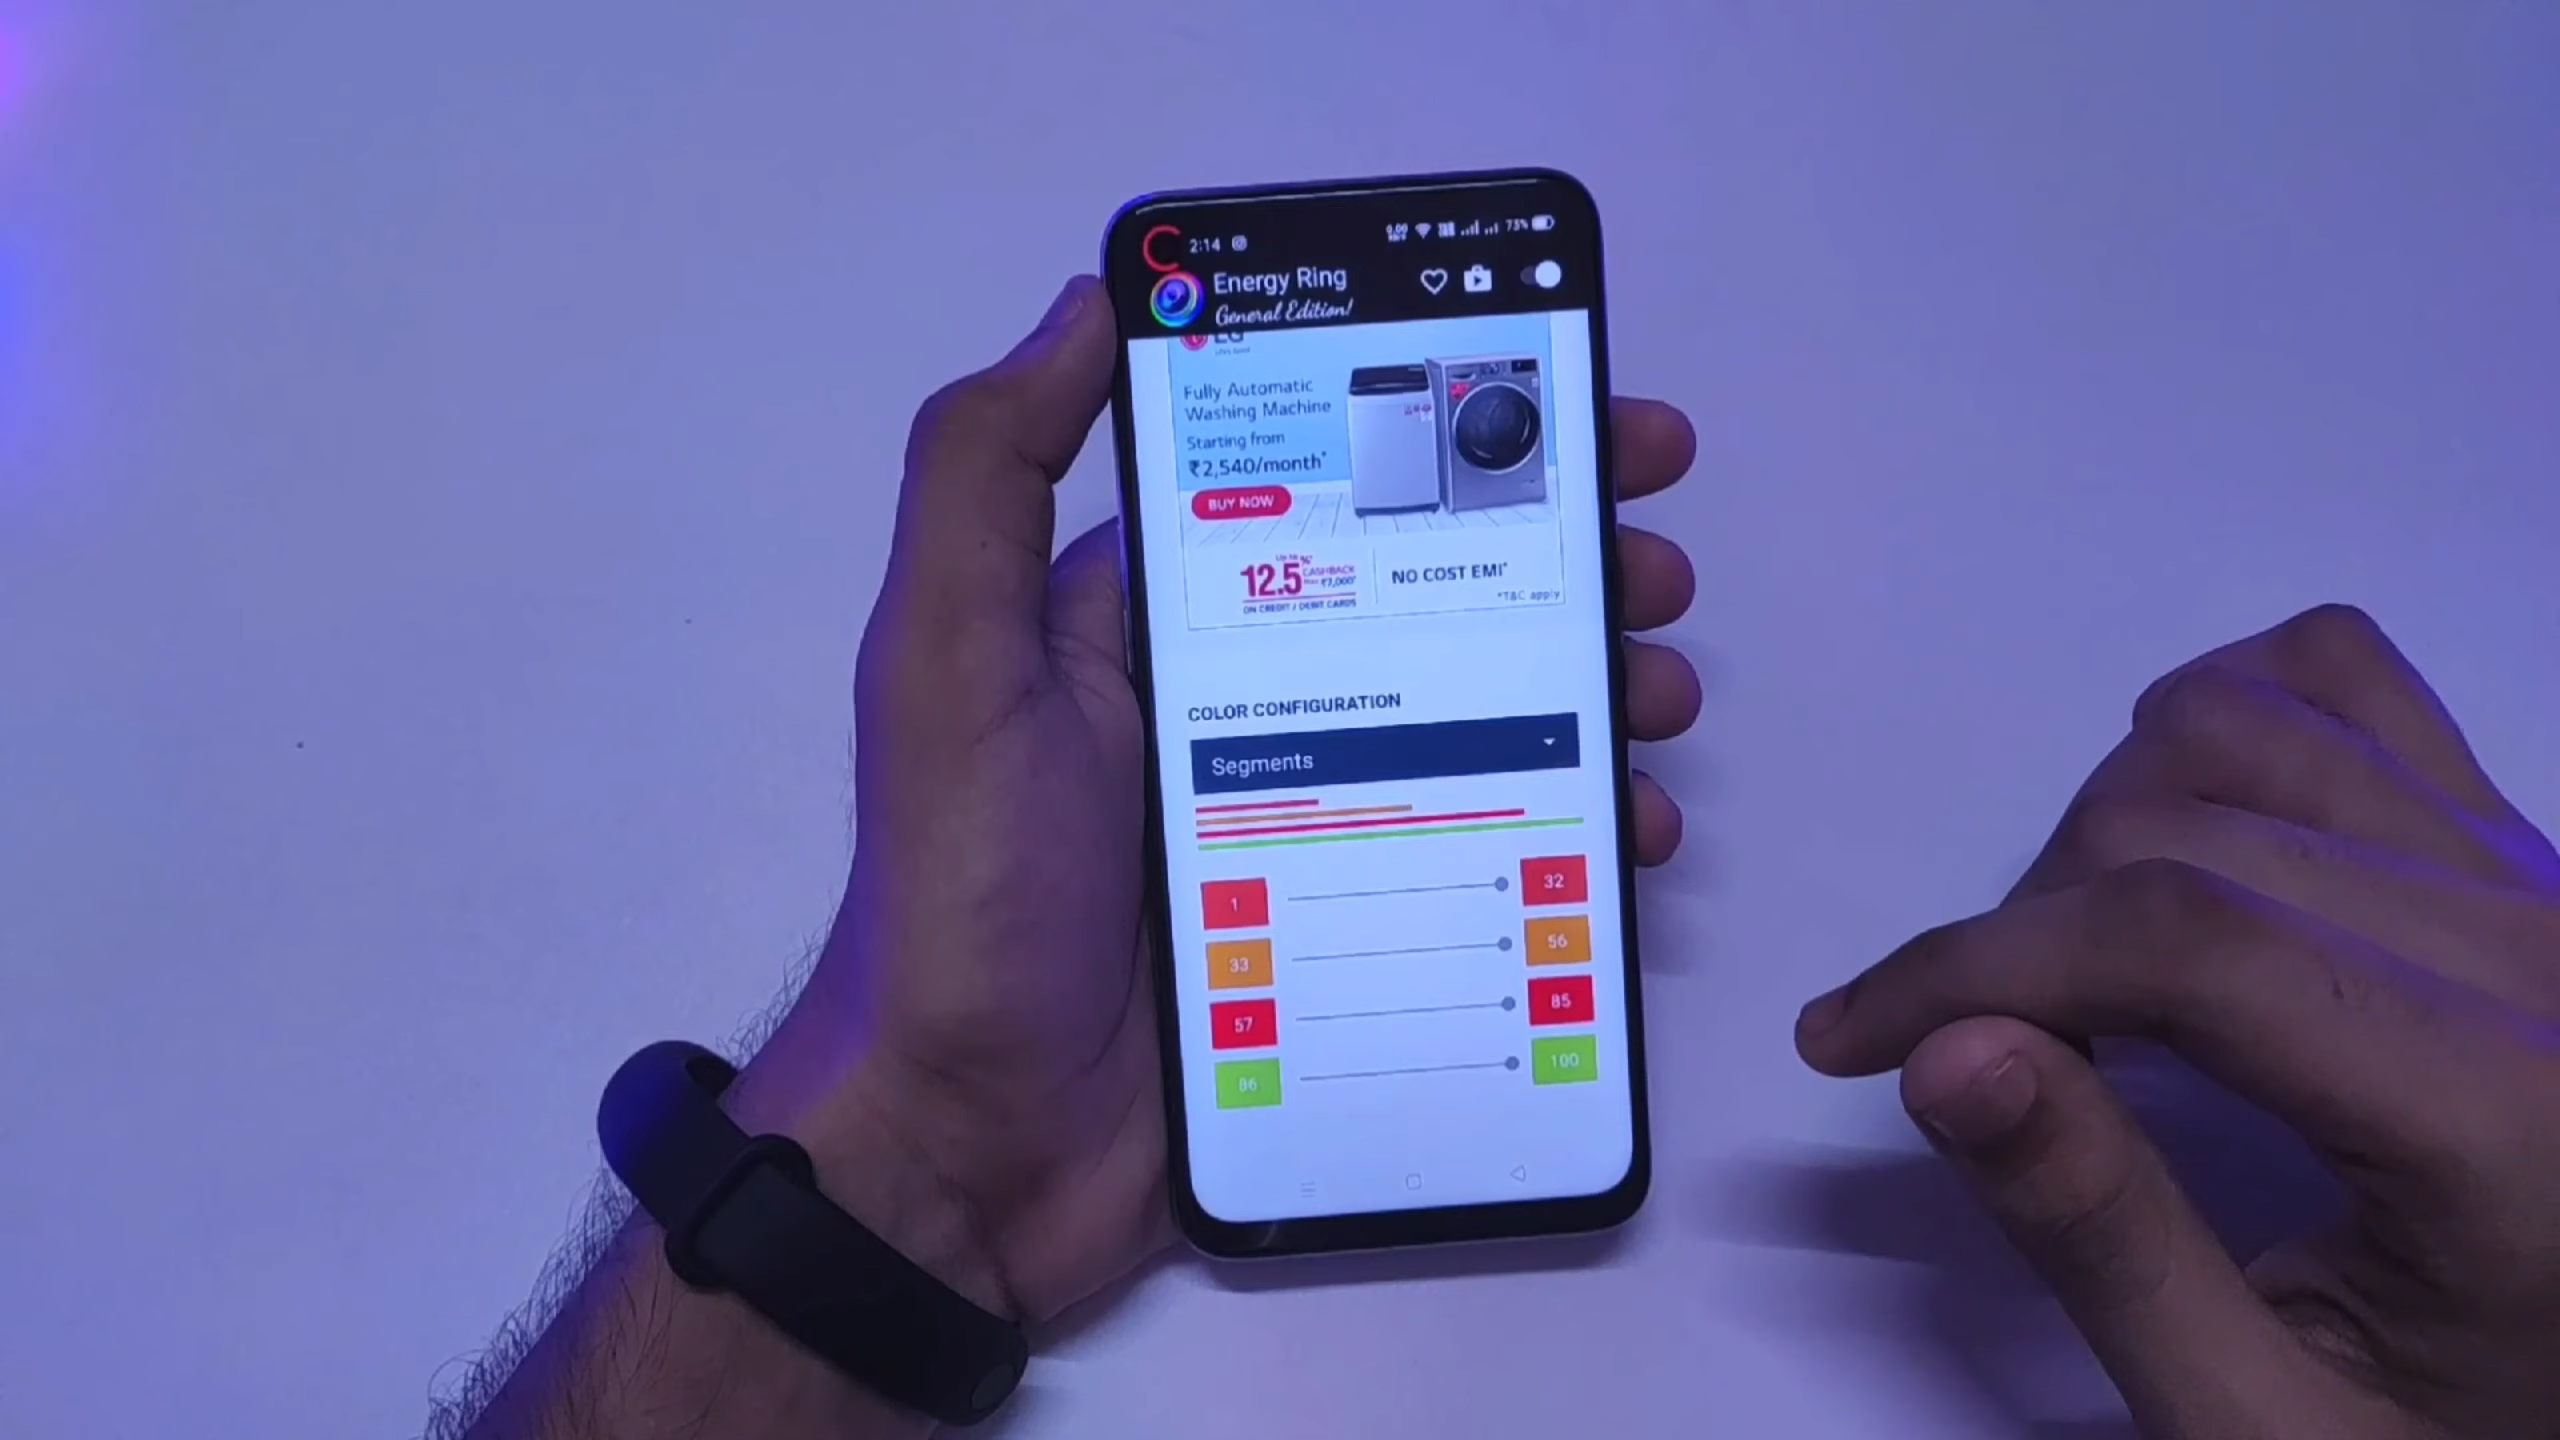 2:14 73%
Energy Ring
General Edition!
LG
Fully Automatic
Washing Machine
Starting from
₹2,540/month*
BUY NOW
12.5% CASHBACK
ON CREDIT / DEBIT CARDS
NO COST EMI*
*T&C apply
COLOR CONFIGURATION
Segments
1 32
33 56
57 85
86 100